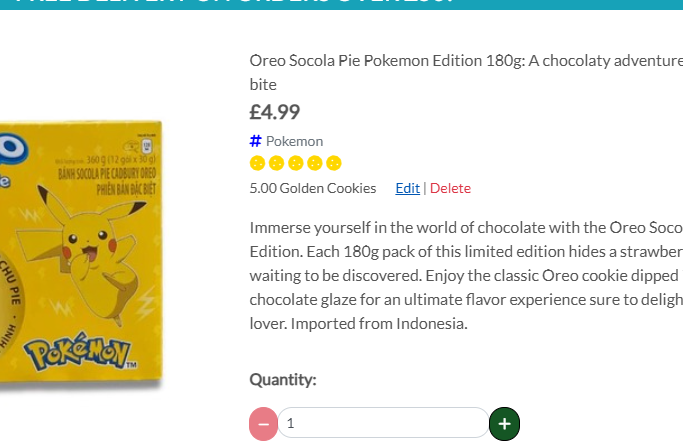 Oreo Socola Pie Pokemon Edition 180g: A chocolaty adventure
bite
£4.99
# Pokemon
5.00 Golden Cookies Edit | Delete
Immerse yourself in the world of chocolate with the Oreo Soco
Edition. Each 180g pack of this limited edition hides a strawber
waiting to be discovered. Enjoy the classic Oreo cookie dipped
chocolate glaze for an ultimate flavor experience sure to deligh
lover. Imported from Indonesia.
Quantity:
− 1 +
360 g (12 gói x 30 g)
BÁNH SOCOLA PIE CADBURY OREO
PHIÊN BẢN ĐẶC BIỆT
CHU PIE
HÌNH
POKéMON
TM